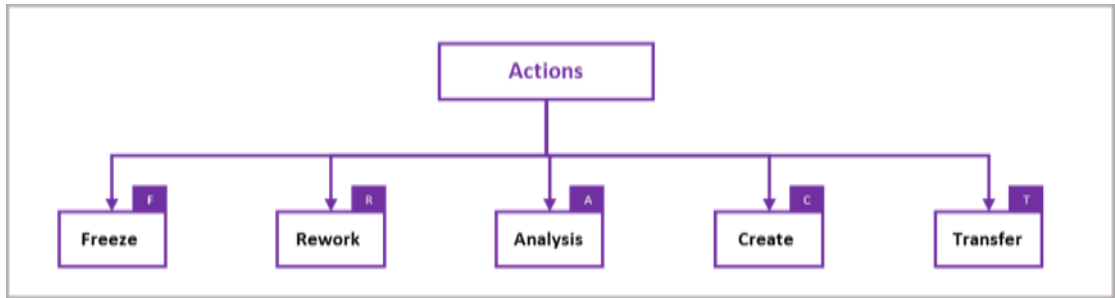 Actions
F
R
A
C
T
Freeze
Rework
Analysis
Create
Transfer